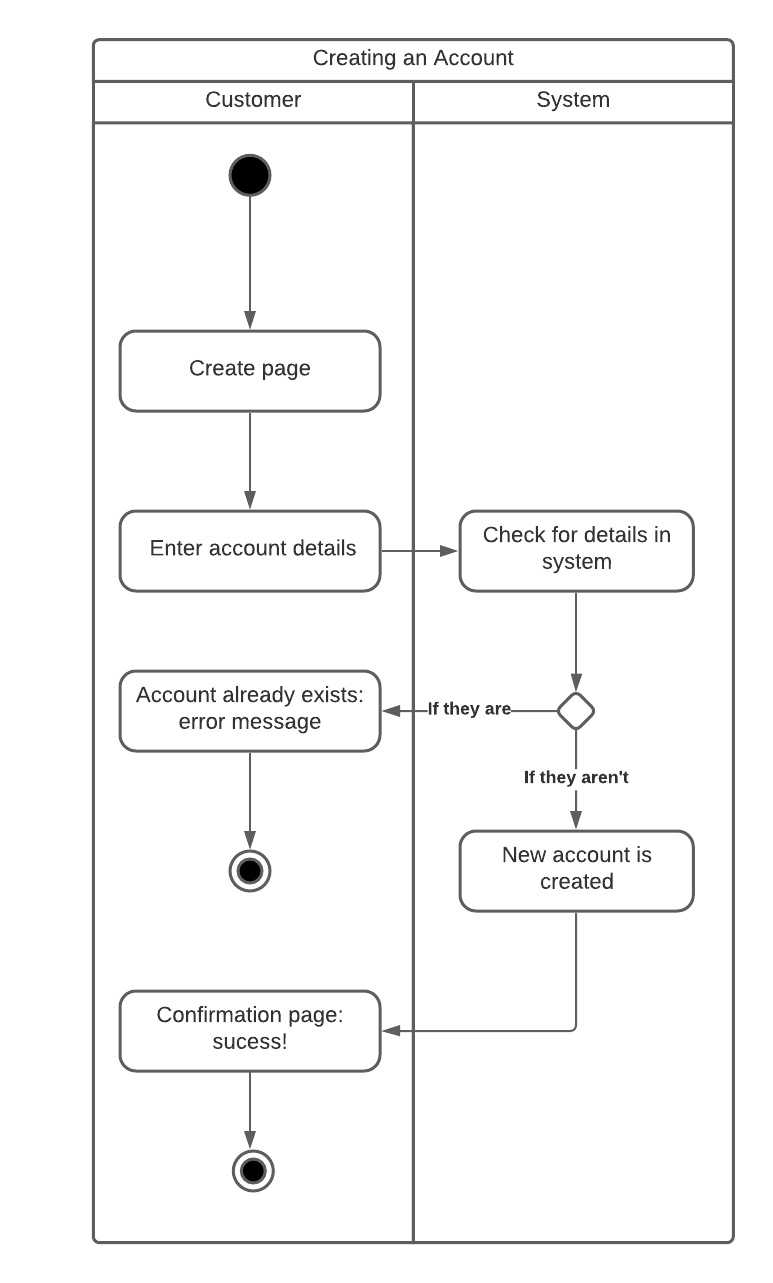 Creating an Account
Customer
System
Create page
Enter account details
Check for details in
system
Account already exists:
error message
If they are
If they aren't
New account is
created
Confirmation page:
sucess!